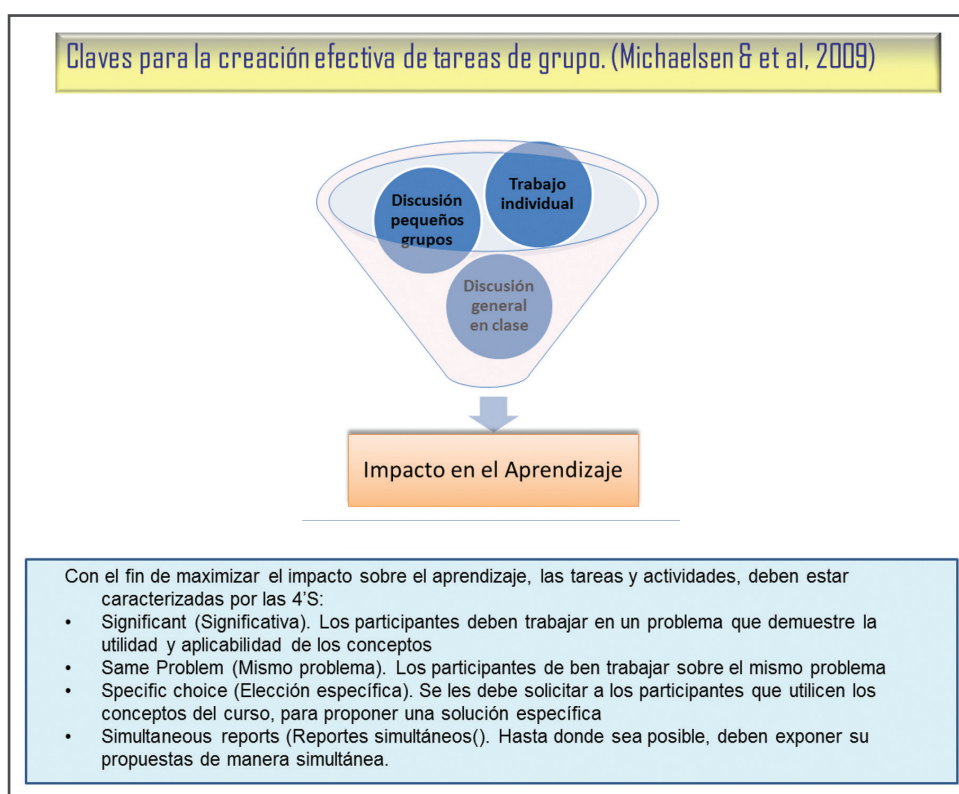 Claves para la creación efectiva de tareas de grupo. (Michaelsen & et al, 2009)
Discusión
pequeños
grupos
Trabajo
individual
Discusión
general
en clase
Impacto en el Aprendizaje
Con el fin de maximizar el impacto sobre el aprendizaje, las tareas y actividades, deben estar
caracterizadas por las 4'S:
• Significant (Significativa). Los participantes deben trabajar en un problema que demuestre la
utilidad y aplicabilidad de los conceptos
• Same Problem (Mismo problema). Los participantes de ben trabajar sobre el mismo problema
• Specific choice (Elección específica). Se les debe solicitar a los participantes que utilicen los
conceptos del curso, para proponer una solución específica
• Simultaneous reports (Reportes simultáneos(). Hasta donde sea posible, deben exponer su
propuestas de manera simultánea.